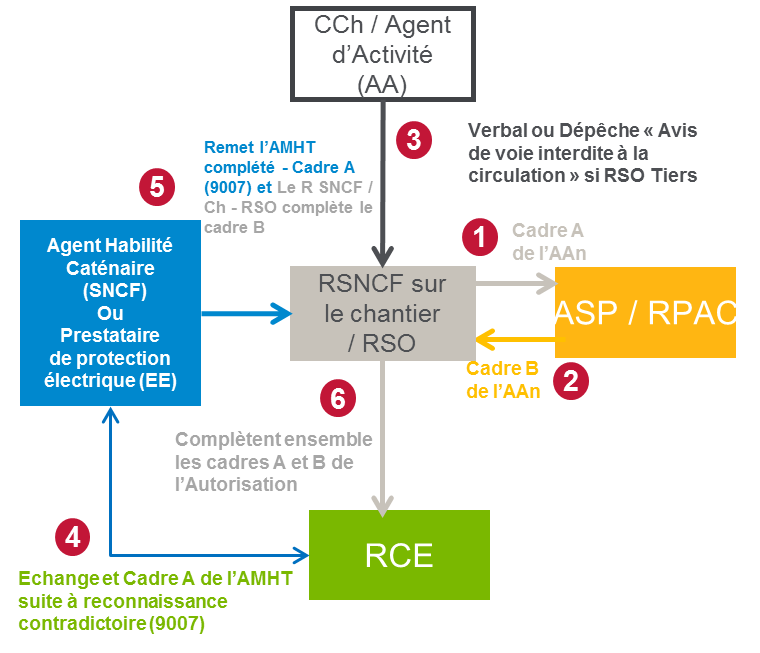 CCh / Agent
d’Activité
(AA)
3
Verbal ou Dépêche « Avis
de voie interdite à la
circulation » si RSO Tiers
5
Remet l’AMHT
complété - Cadre A
(9007) et Le R SNCF /
Ch - RSO complète le
cadre B
1
Cadre A
de l’AAn
Agent Habilité
Caténaire
(SNCF)
Ou
Prestataire
de protection
électrique (EE)
RSNCF sur
le chantier
/ RSO
ASP / RPAC
Cadre B
de l’AAn
2
6
Complètent ensemble
les cadres A et B de
l’Autorisation
4
RCE
Echange et Cadre A de l’AMHT
suite à reconnaissance
contradictoire (9007)